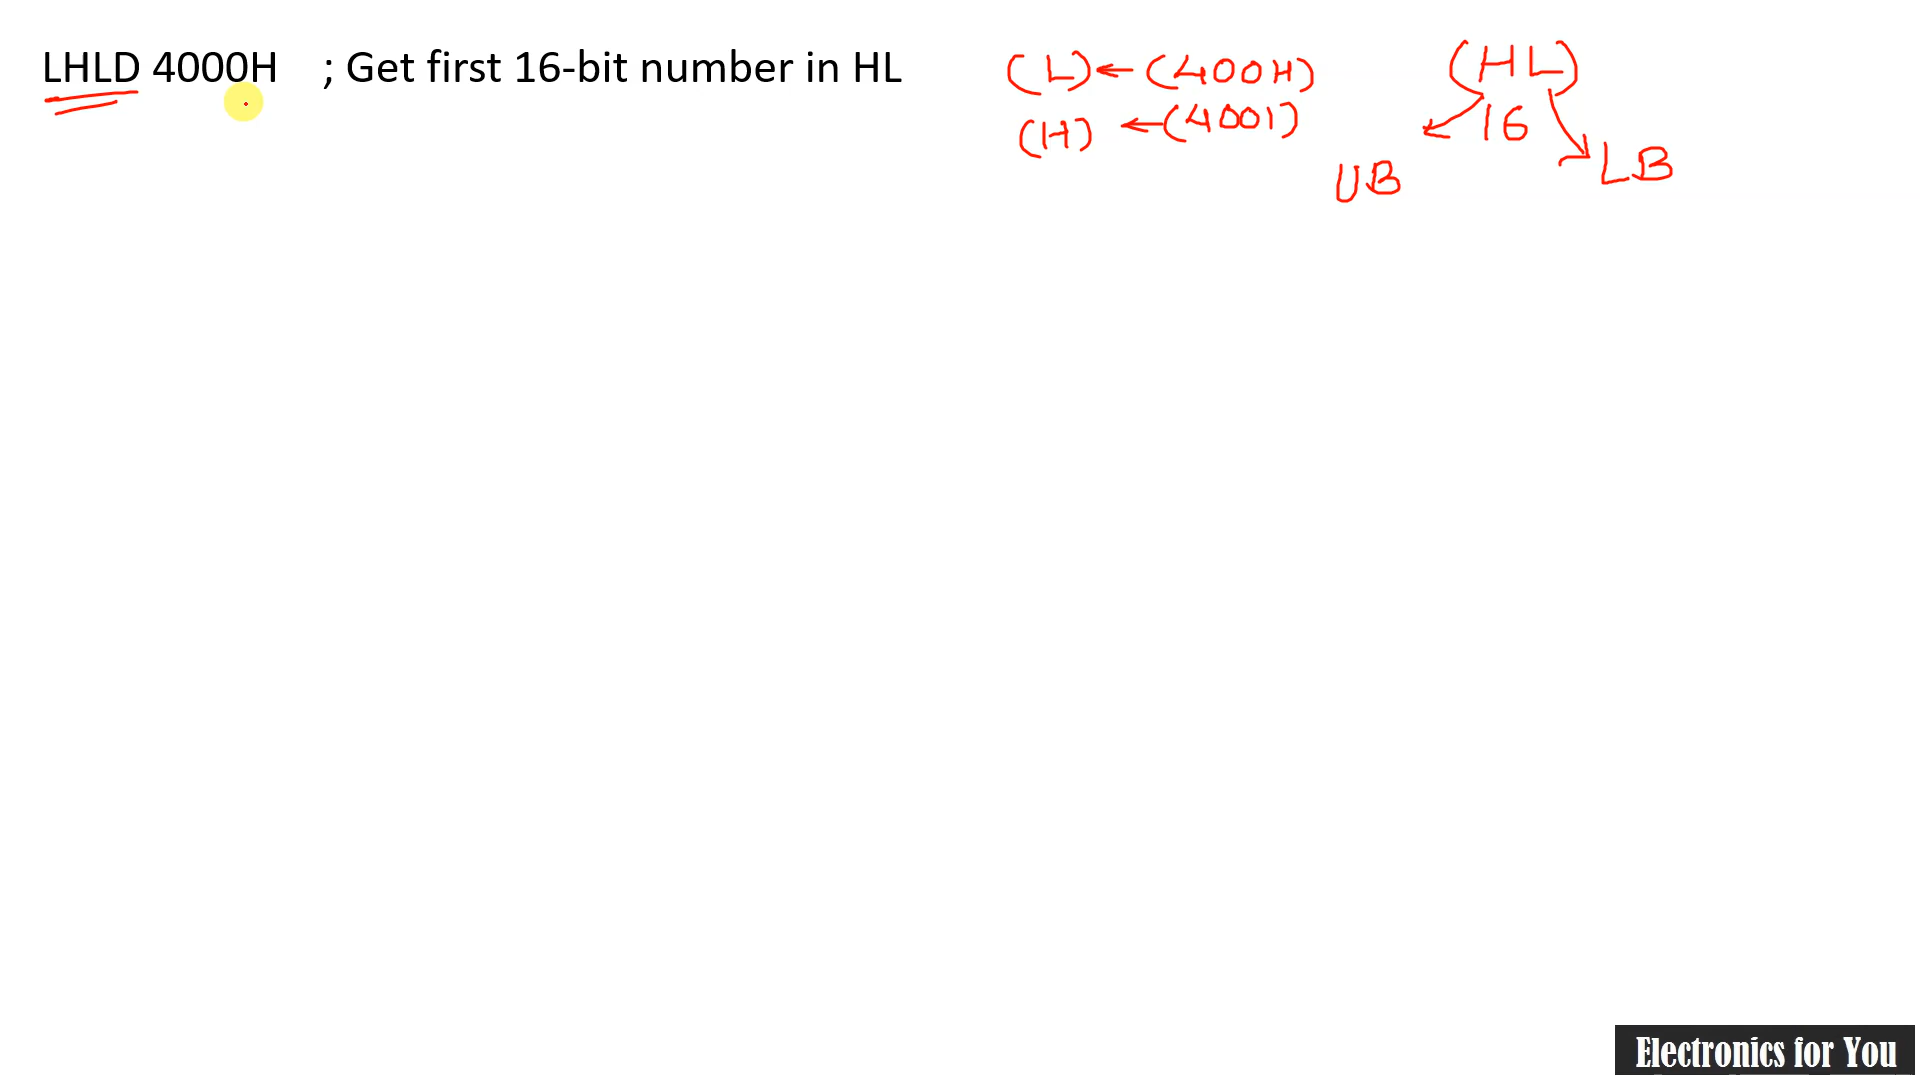 LHLD 4000H ; Get first 16-bit number in HL
(L) ← (400H)
(H) ← (4001)
(HL)
16
UB
LB
Electronics for You